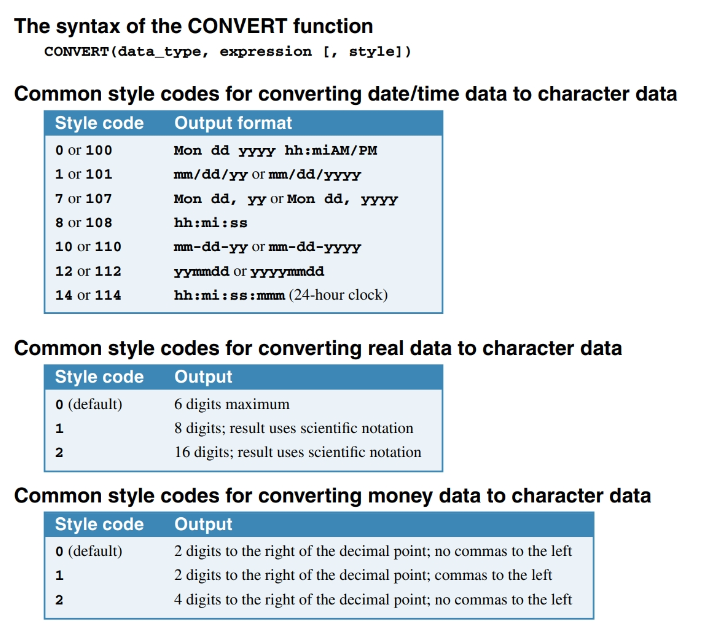 The syntax of the CONVERT function
CONVERT(data_type, expression [, style])
Common style codes for converting date/time data to character data
Style code Output format
0 or 100 Mon dd yyyy hh:miAM/PM
1 or 101 mm/dd/yy or mm/dd/yyyy
7 or 107 Mon dd, yy or Mon dd, yyyy
8 or 108 hh:mi:ss
10 or 110 mm-dd-yy or mm-dd-yyyy
12 or 112 yymmdd or yyyymmdd
14 or 114 hh:mi:ss:mmm (24-hour clock)
Common style codes for converting real data to character data
Style code Output
0 (default) 6 digits maximum
1 8 digits; result uses scientific notation
2 16 digits; result uses scientific notation
Common style codes for converting money data to character data
Style code Output
0 (default) 2 digits to the right of the decimal point; no commas to the left
1 2 digits to the right of the decimal point; commas to the left
2 4 digits to the right of the decimal point; no commas to the left